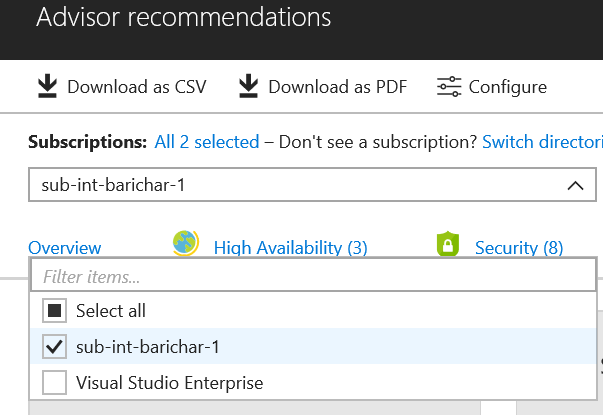 Advisor recommendations
Download as CSV Download as PDF Configure
Subscriptions: All 2 selected – Don't see a subscription? Switch directori
sub-int-barichar-1
Overview High Availability (3) Security (8)
Filter items...
Select all
sub-int-barichar-1
Visual Studio Enterprise